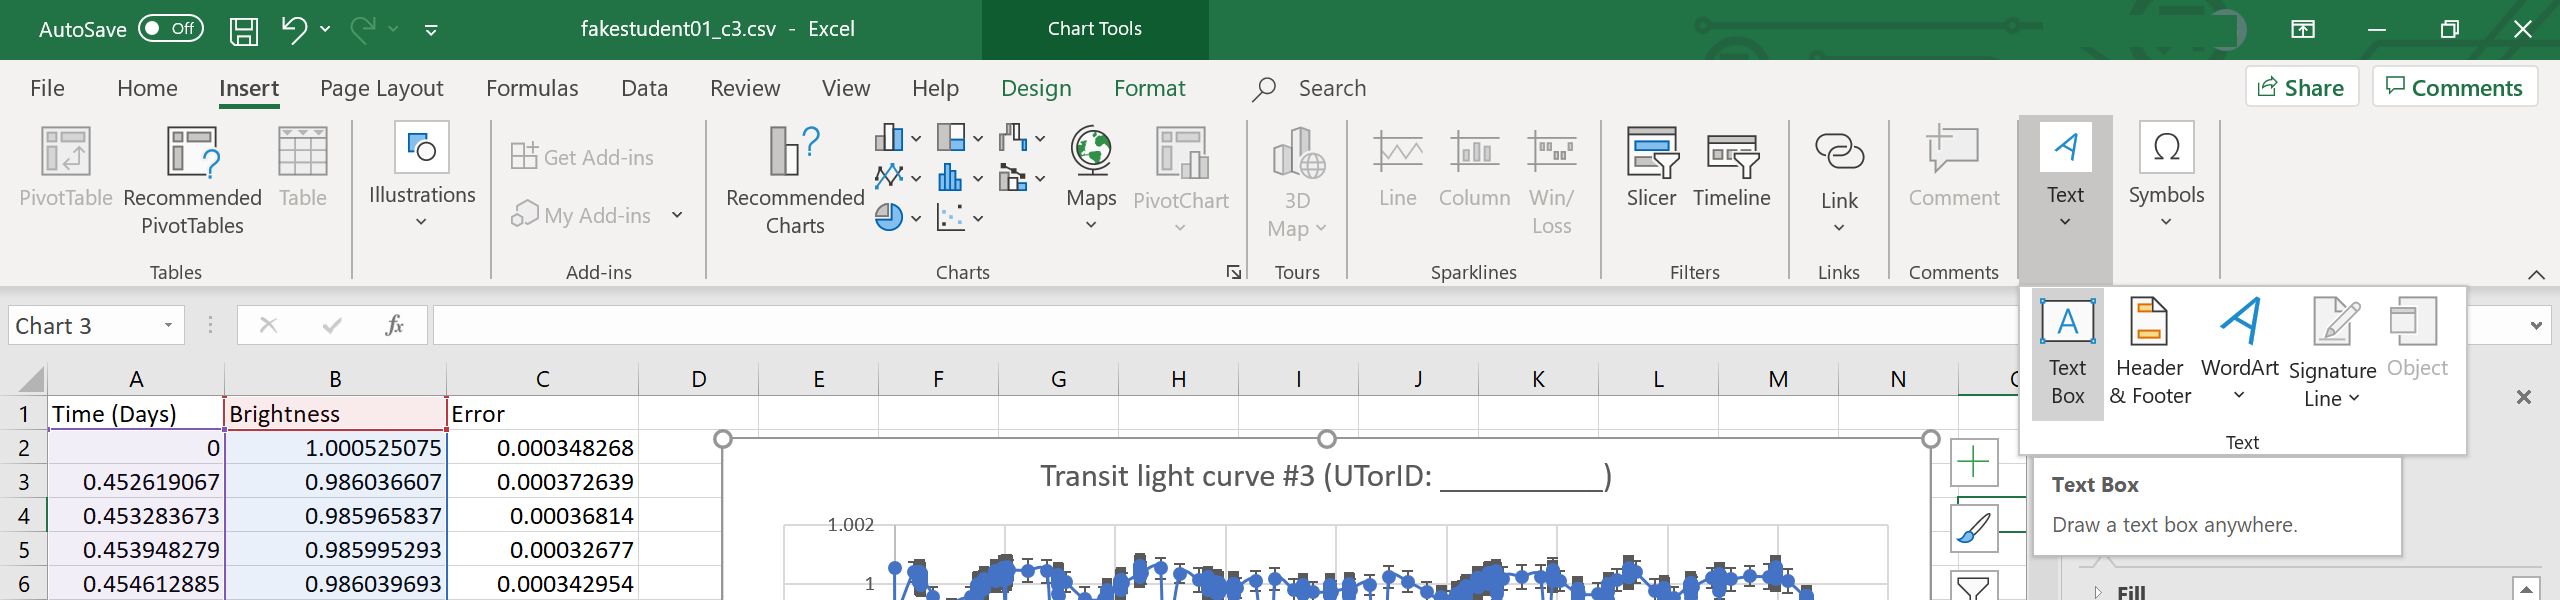 AutoSave Off fakestudent01_c3.csv - Excel Chart Tools
File Home Insert Page Layout Formulas Data Review View Help Design Format Search Share Comments
PivotTable Recommended PivotTables Table Illustrations Get Add-ins My Add-ins Recommended Charts Maps PivotChart 3D Map Line Column Win/Loss Slicer Timeline Link Comment Text Symbols
Tables Add-ins Charts Tours Sparklines Filters Links Comments
Chart 3 fx
Text Box Header & Footer WordArt Signature Line Object
Text
Text Box
Draw a text box anywhere.
A B C D E F G H I J K L M N
1 Time (Days) Brightness Error
2 0 1.000525075 0.000348268
3 0.452619067 0.986036607 0.000372639
4 0.453283673 0.985965837 0.00036814
5 0.453948279 0.985995293 0.00032677
6 0.454612885 0.986039693 0.000342954
Transit light curve #3 (UTorID: __________)
1.002
1
Fill